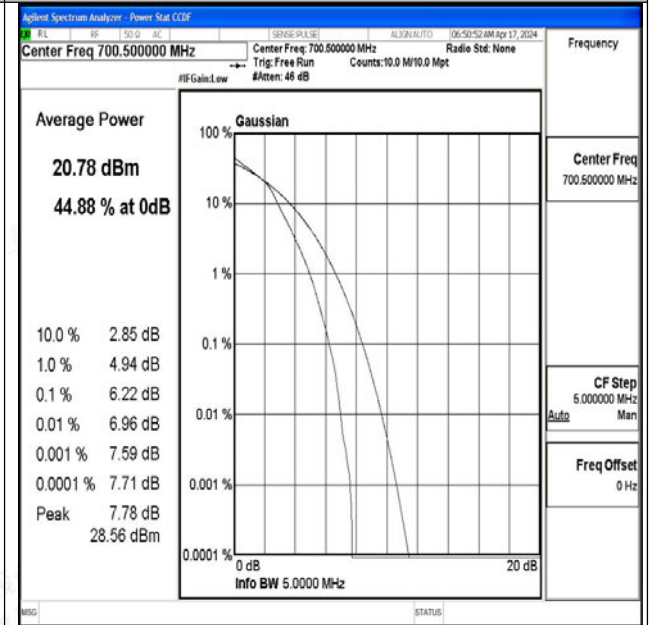 Agilent Spectrum Analyzer - Power Stat CCDF
RL RF 50 Ω AC SENSE:PULSE ALIGN AUTO 06:50:52 AM Apr 17, 2024
Center Freq 700.500000 MHz
Center Freq: 700.500000 MHz Radio Std: None
Trig: Free Run Counts:10.0 M/10.0 Mpt
#IFGain:Low #Atten: 46 dB
Frequency
Average Power
20.78 dBm
44.88 % at 0dB
10.0 % 2.85 dB
1.0 % 4.94 dB
0.1 % 6.22 dB
0.01 % 6.96 dB
0.001 % 7.59 dB
0.0001 % 7.71 dB
Peak 7.78 dB
28.56 dBm
Gaussian
100 %
10 %
1 %
0.1 %
0.01 %
0.001 %
0.0001 %
0 dB 20 dB
Info BW 5.0000 MHz
Center Freq
700.500000 MHz
CF Step
5.000000 MHz
Auto Man
Freq Offset
0 Hz
MSG STATUS